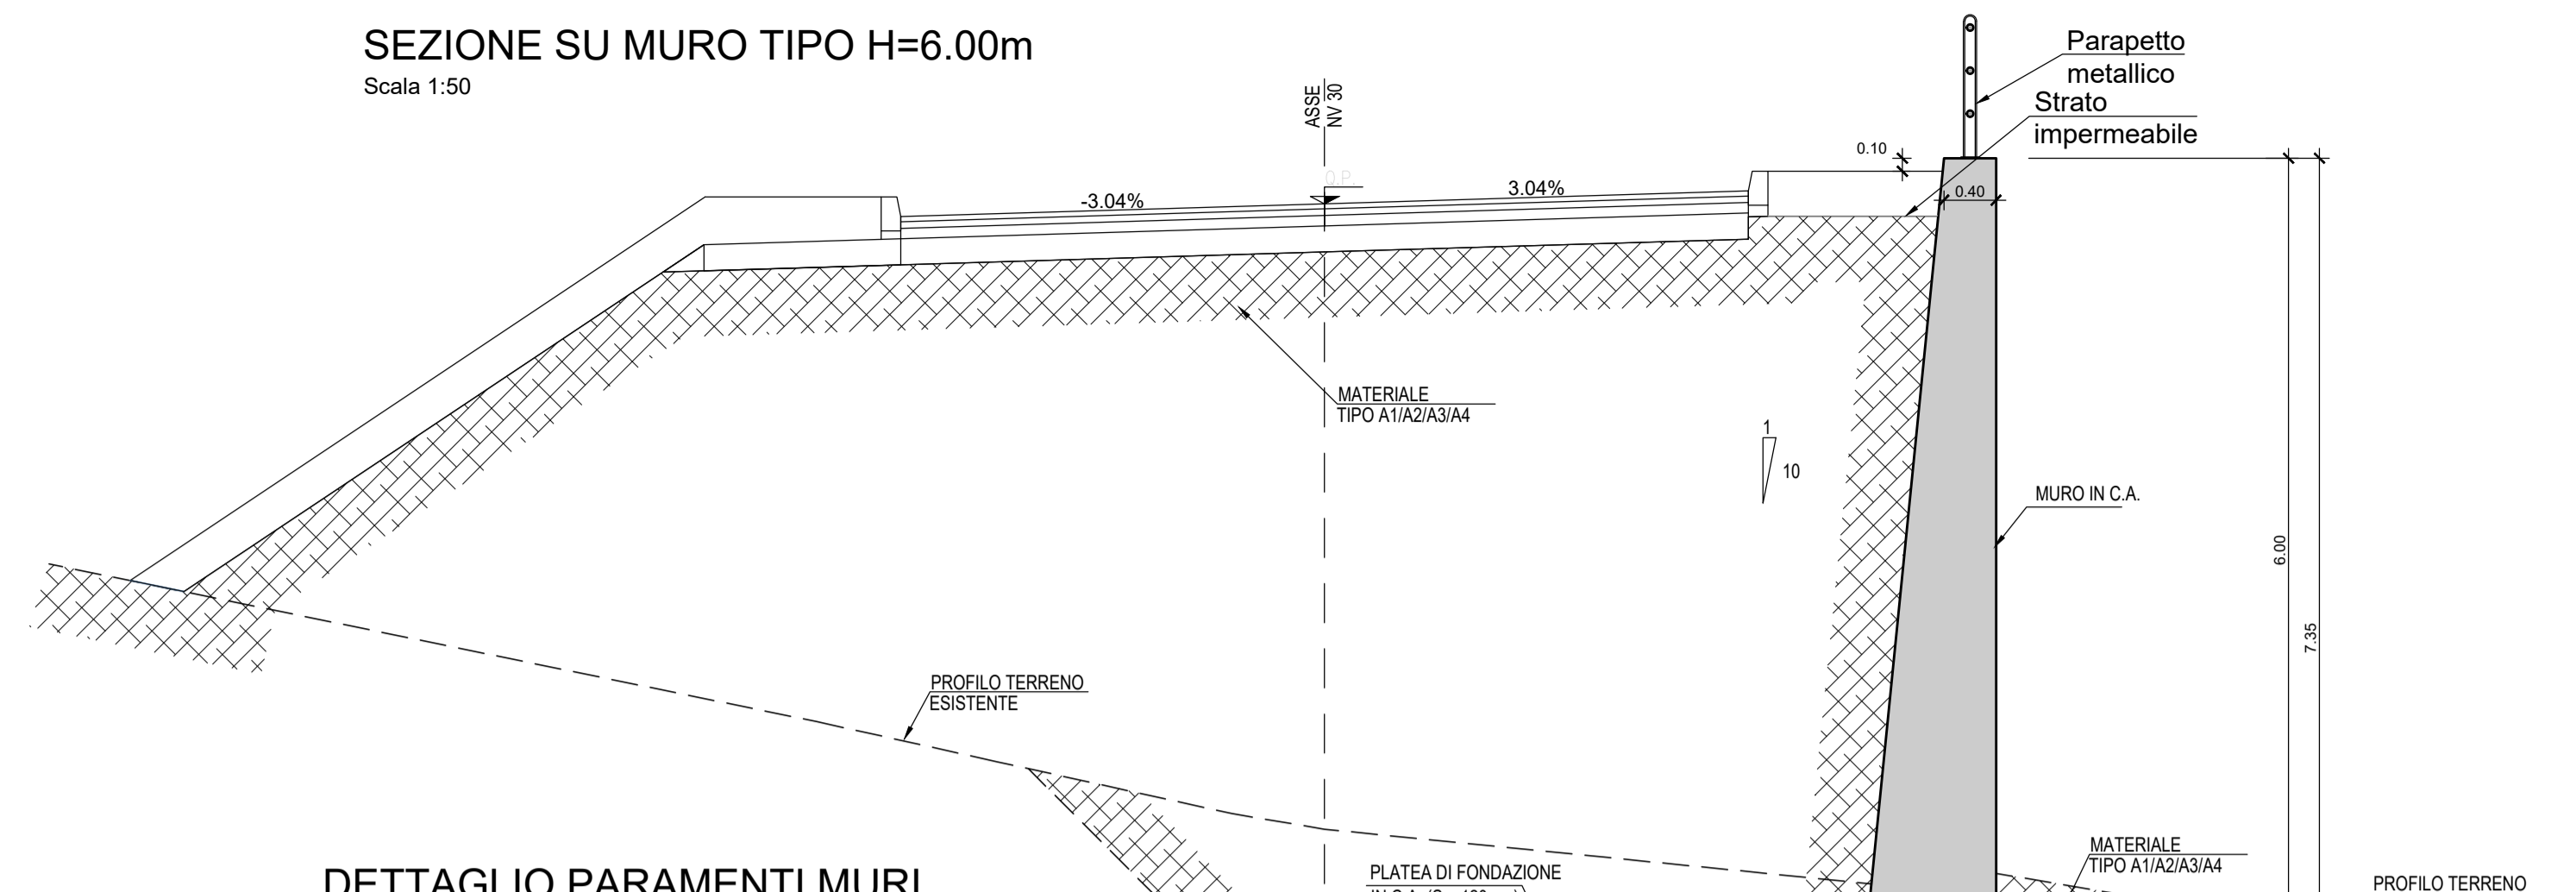 SEZIONE SU MURO TIPO H=6.00m
Scala 1:50
ASSE
NV 30
Q.P.
-3.04%
3.04%
Parapetto
metallico
Strato
impermeabile
0.10
0.40
MATERIALE
TIPO A1/A2/A3/A4
1
10
MURO IN C.A.
6.00
7.35
PROFILO TERRENO
ESISTENTE
DETTAGLIO PARAMENTI MURI
PLATEA DI FONDAZIONE
MATERIALE
TIPO A1/A2/A3/A4
PROFILO TERRENO